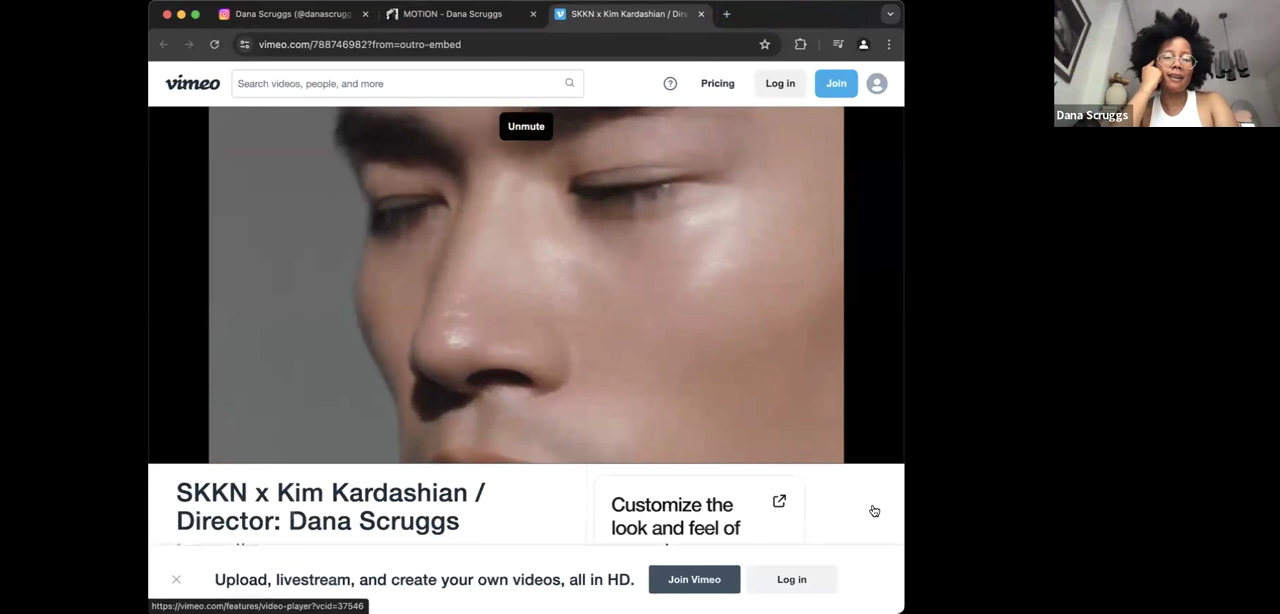 Dana Scruggs (@danascrugg
MOTION - Dana Scruggs
SKKN x Kim Kardashian / Dire
vimeo.com/788746982?from=outro-embed
vimeo
Search videos, people, and more
Pricing
Log in
Join
Unmute
Dana Scruggs
SKKN x Kim Kardashian /
Director: Dana Scruggs
Customize the
look and feel of
Upload, livestream, and create your own videos, all in HD.
Join Vimeo
Log in
https://vimeo.com/features/video-player?vcid=37546